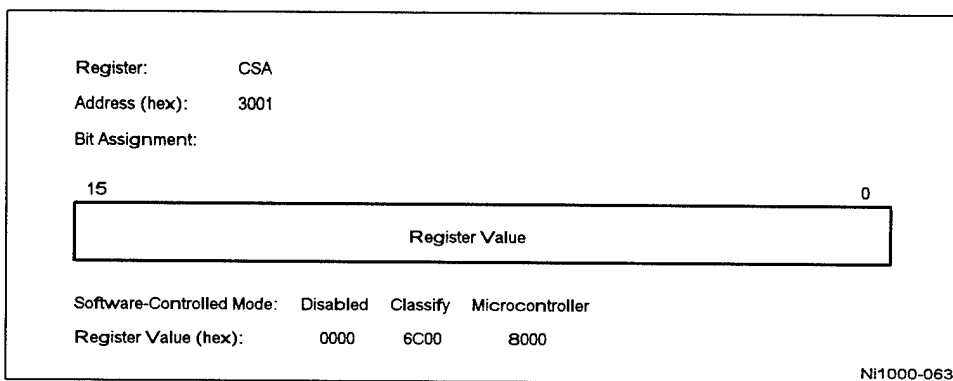 Register: CSA
Address (hex): 3001
Bit Assignment:
15 0
Register Value
Software-Controlled Mode: Disabled Classify Microcontroller
Register Value (hex): 0000 6C00 8000
Ni1000-063